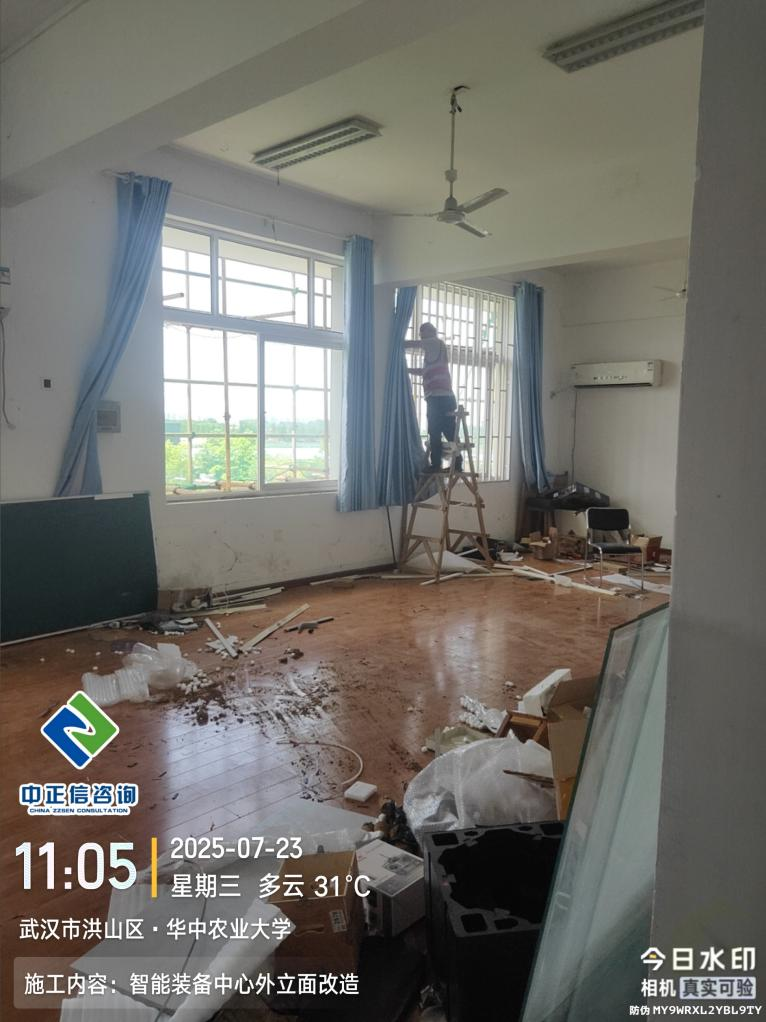 中正信咨询
CHINA ZZSEN CONSULTATION
11:05
2025-07-23
星期三 多云 31℃
武汉市洪山区·华中农业大学
施工内容：智能装备中心外立面改造
今日水印
相机 真实可验
防伪 MY9WRXL2YBL9TY